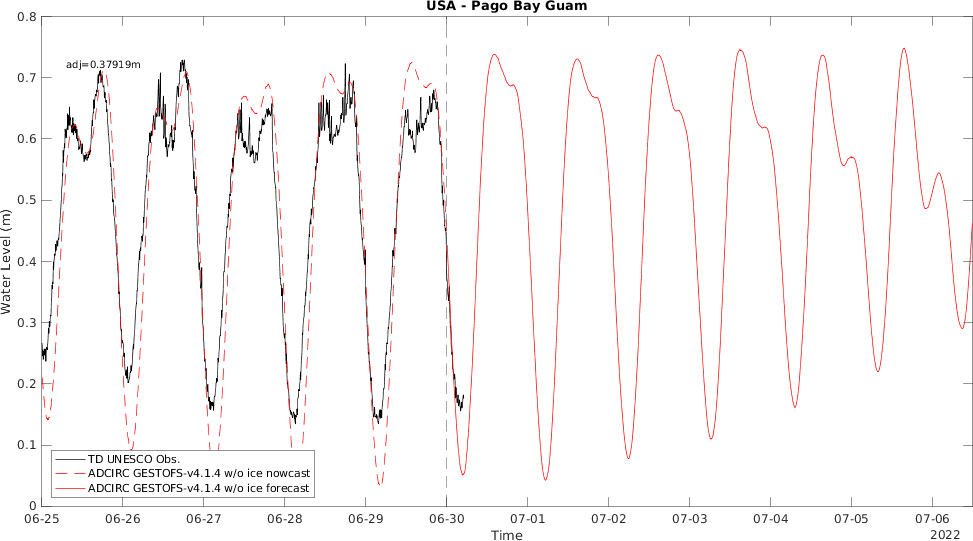 USA - Pago Bay Guam
0.8
0.7
0.6
0.5
0.4
0.3
0.2
0.1
0
Water Level (m)
adj=0.37919m
TD UNESCO Obs.
ADCIRC GESTOFS-v4.1.4 w/o ice nowcast
ADCIRC GESTOFS-v4.1.4 w/o ice forecast
06-25 06-26 06-27 06-28 06-29 06-30 07-01 07-02 07-03 07-04 07-05 07-06
Time
2022